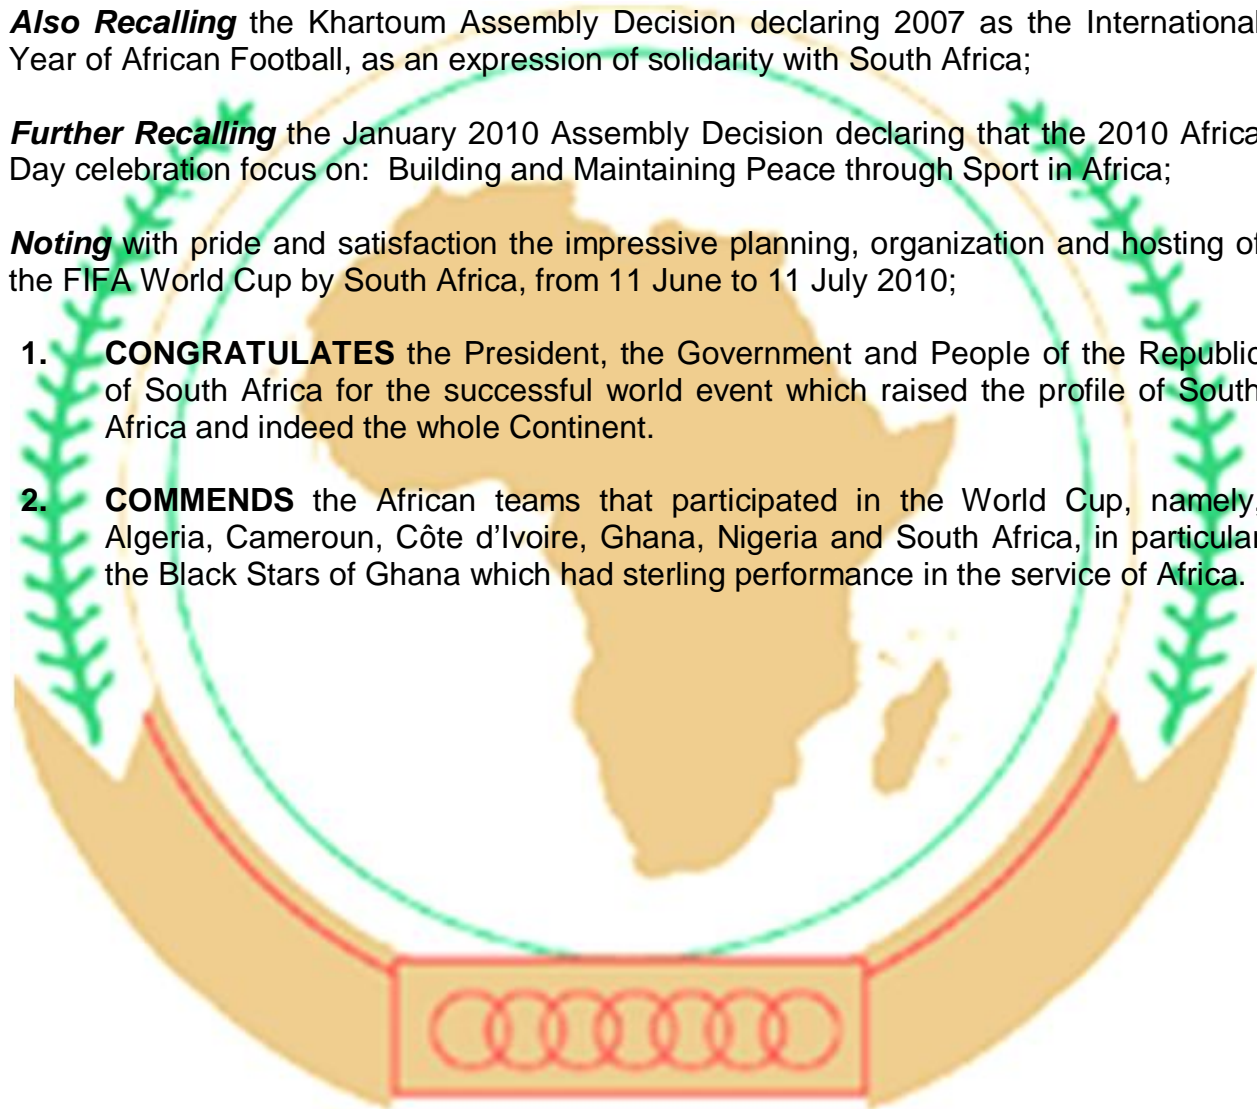 Also Recalling the Khartoum Assembly Decision declaring 2007 as the International
Year of African Football, as an expression of solidarity with South Africa;
Further Recalling the January 2010 Assembly Decision declaring that the 2010 Africa
Day celebration focus on: Building and Maintaining Peace through Sport in Africa;
Noting with pride and satisfaction the impressive planning, organization and hosting of
the FIFA World Cup by South Africa, from 11 June to 11 July 2010;
1. CONGRATULATES the President, the Government and People of the Republic
of South Africa for the successful world event which raised the profile of South
Africa and indeed the whole Continent.
2. COMMENDS the African teams that participated in the World Cup, namely,
Algeria, Cameroun, Côte d’Ivoire, Ghana, Nigeria and South Africa, in particular
the Black Stars of Ghana which had sterling performance in the service of Africa.